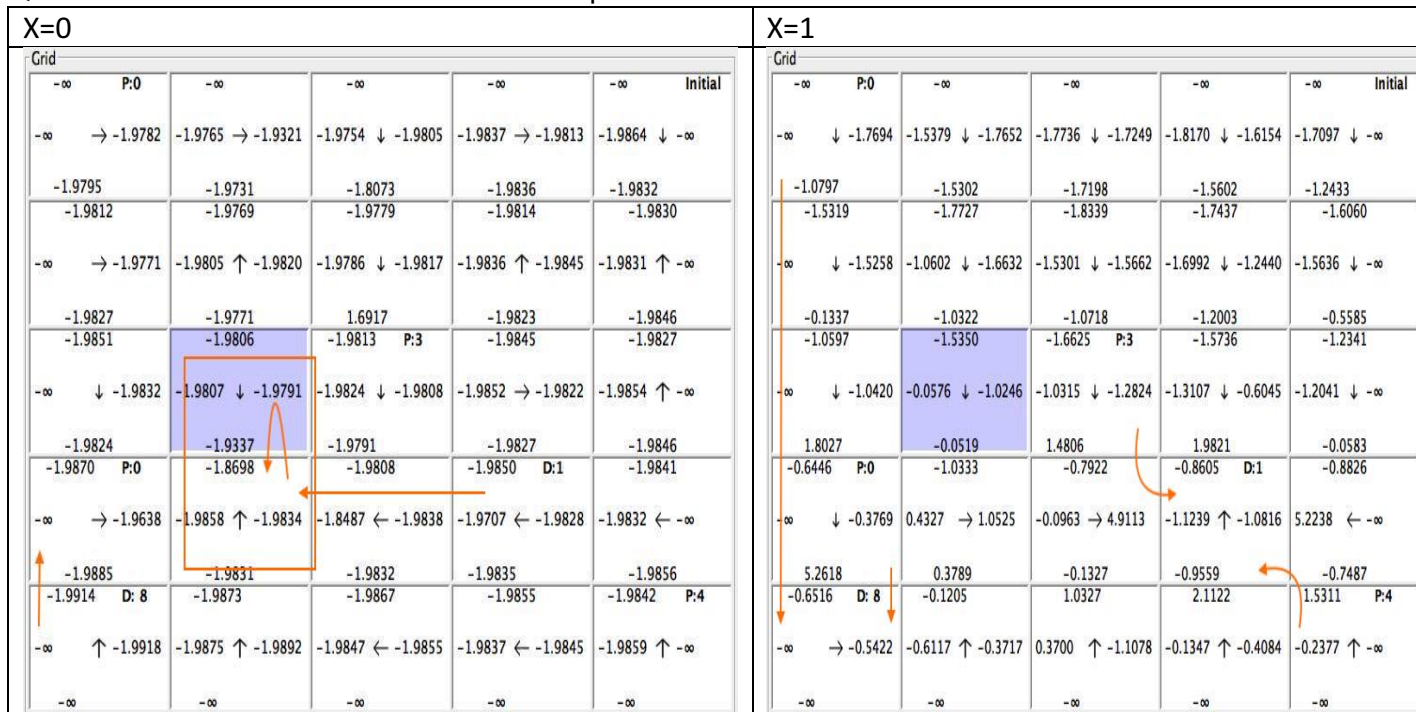 X=0 X=1
Grid Grid
-∞ P:0 -∞ -∞ -∞ -∞ Initial -∞ P:0 -∞ -∞ -∞ -∞ Initial
-∞ → -1.9782 -1.9765 → -1.9321 -1.9754 ↓ -1.9805 -1.9837 → -1.9813 -1.9864 ↓ -∞ -∞ ↓ -1.7694 -1.5379 ↓ -1.7652 -1.7736 ↓ -1.7249 -1.8170 ↓ -1.6154 -1.7097 ↓ -∞
-1.9795 -1.9731 -1.8073 -1.9836 -1.9832 -1.0797 -1.5302 -1.7198 -1.5602 -1.2433
-1.9812 -1.9769 -1.9779 -1.9814 -1.9830 -1.5319 -1.7727 -1.8339 -1.7437 -1.6060
-∞ → -1.9771 -1.9805 ↑ -1.9820 -1.9786 ↓ -1.9817 -1.9836 ↑ -1.9845 -1.9831 ↑ -∞ -∞ ↓ -1.5258 -1.0602 ↓ -1.6632 -1.5301 ↓ -1.5662 -1.6992 ↓ -1.2440 -1.5636 ↓ -∞
-1.9827 -1.9771 1.6917 -1.9823 -1.9846 -0.1337 -1.0322 -1.0718 -1.2003 -0.5585
-1.9851 -1.9806 -1.9813 P:3 -1.9845 -1.9827 -1.0597 -1.5350 -1.6625 P:3 -1.5736 -1.2341
-∞ ↓ -1.9832 -1.9807 ↓ -1.9791 -1.9824 ↓ -1.9808 -1.9852 → -1.9822 -1.9854 ↑ -∞ -∞ ↓ -1.0420 -0.0576 ↓ -1.0246 -1.0315 ↓ -1.2824 -1.3107 ↓ -0.6045 -1.2041 ↓ -∞
-1.9824 -1.9337 -1.9791 -1.9827 -1.9846 1.8027 -0.0519 1.4806 1.9821 -0.0583
-1.9870 P:0 -1.8698 -1.9808 -1.9850 D:1 -1.9841 -0.6446 P:0 -1.0333 -0.7922 -0.8605 D:1 -0.8826
-∞ → -1.9638 -1.9858 ↑ -1.9834 -1.8487 ← -1.9838 -1.9707 ← -1.9828 -1.9832 ← -∞ -∞ ↓ -0.3769 0.4327 → 1.0525 -0.0963 → 4.9113 -1.1239 ↑ -1.0816 5.2238 ← -∞
-1.9885 -1.9831 -1.9832 -1.9835 -1.9856 5.2618 0.3789 -0.1327 -0.9559 -0.7487
-1.9914 D: 8 -1.9873 -1.9867 -1.9855 -1.9842 P:4 -0.6516 D: 8 -0.1205 1.0327 2.1122 1.5311 P:4
-∞ ↑ -1.9918 -1.9875 ↑ -1.9892 -1.9847 ← -1.9855 -1.9837 ← -1.9845 -1.9859 ↑ -∞ -∞ → -0.5422 -0.6117 ↑ -0.3717 0.3700 ↑ -1.1078 -0.1347 ↑ -0.4084 -0.2377 ↑ -∞
-∞ -∞ -∞ -∞ -∞ -∞ -∞ -∞ -∞ -∞